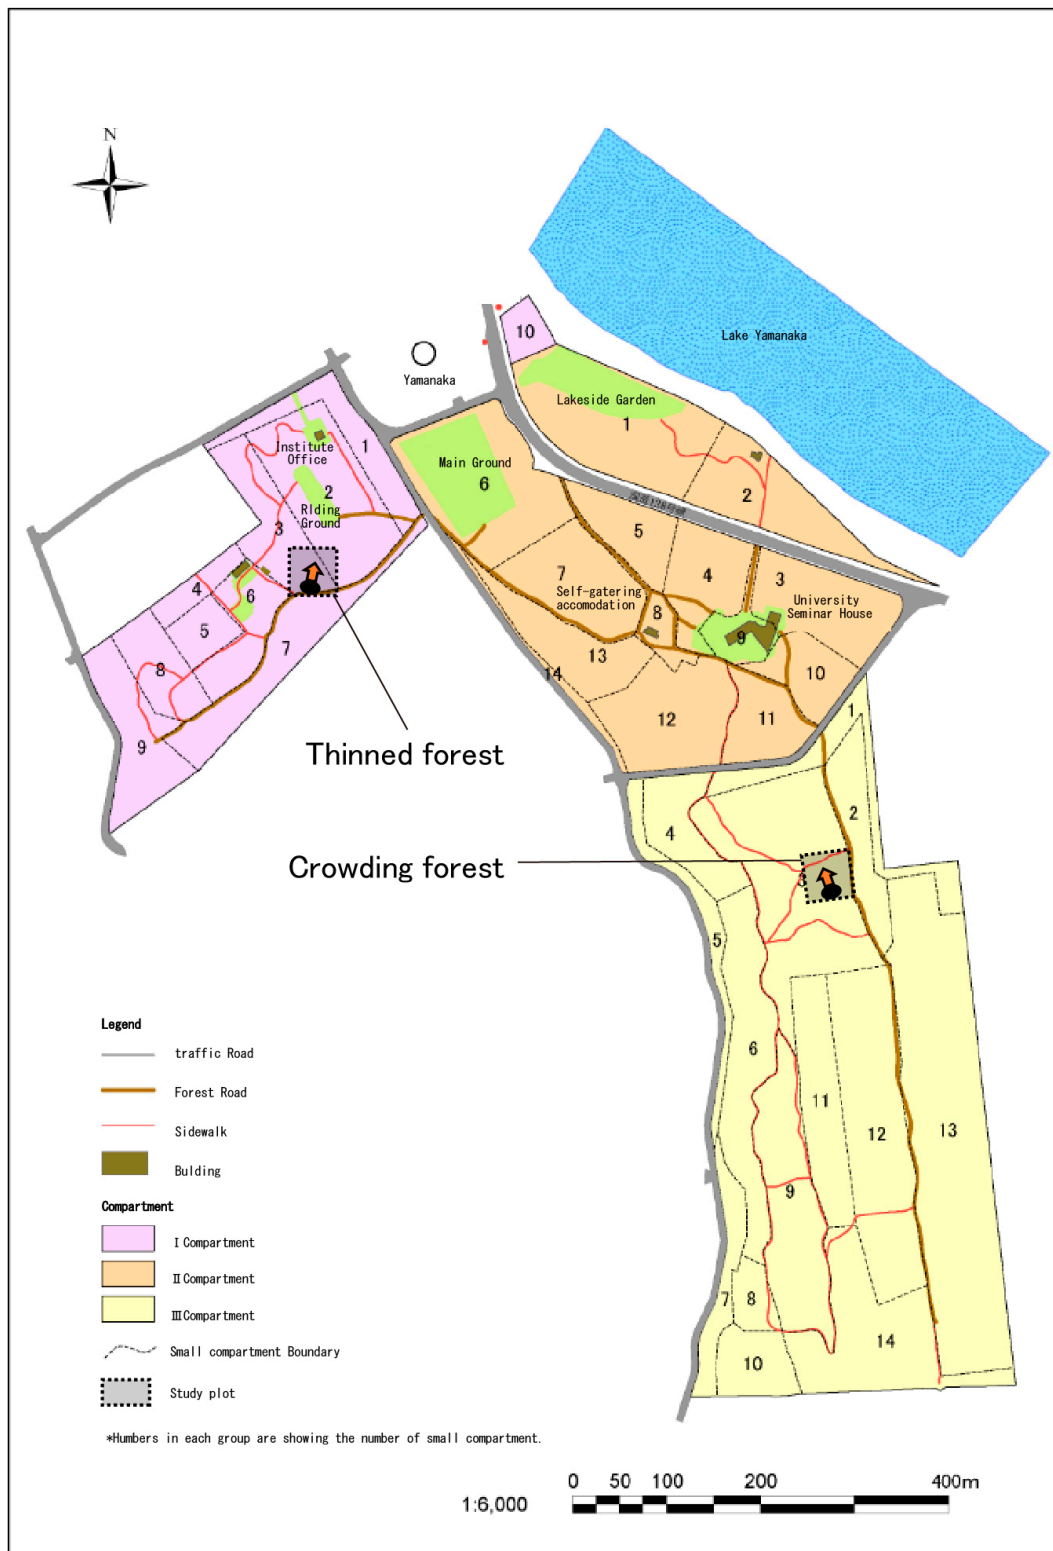 N
Lake Yamanaka
10
Yamanaka
Lakeside Garden
1
1
Institute
Office
Main Ground
6
2
2
RIding
Ground
3
5
7
4
3
Self-gatering
accomodation
University
Seminar House
4
6
8
9
5
7
13
10
8
14
12
11
1
9
Thinned forest
2
4
Crowding forest
3
5
Legend
traffic Road
6
Forest Road
11
Sidewalk
12
13
Bulding
9
Compartment
I Compartment
II Compartment
7
8
III Compartment
14
Small compartment Boundary
10
Study plot
*Humbers in each group are showing the number of small compartment.
0 50 100 200 400m
1:6,000